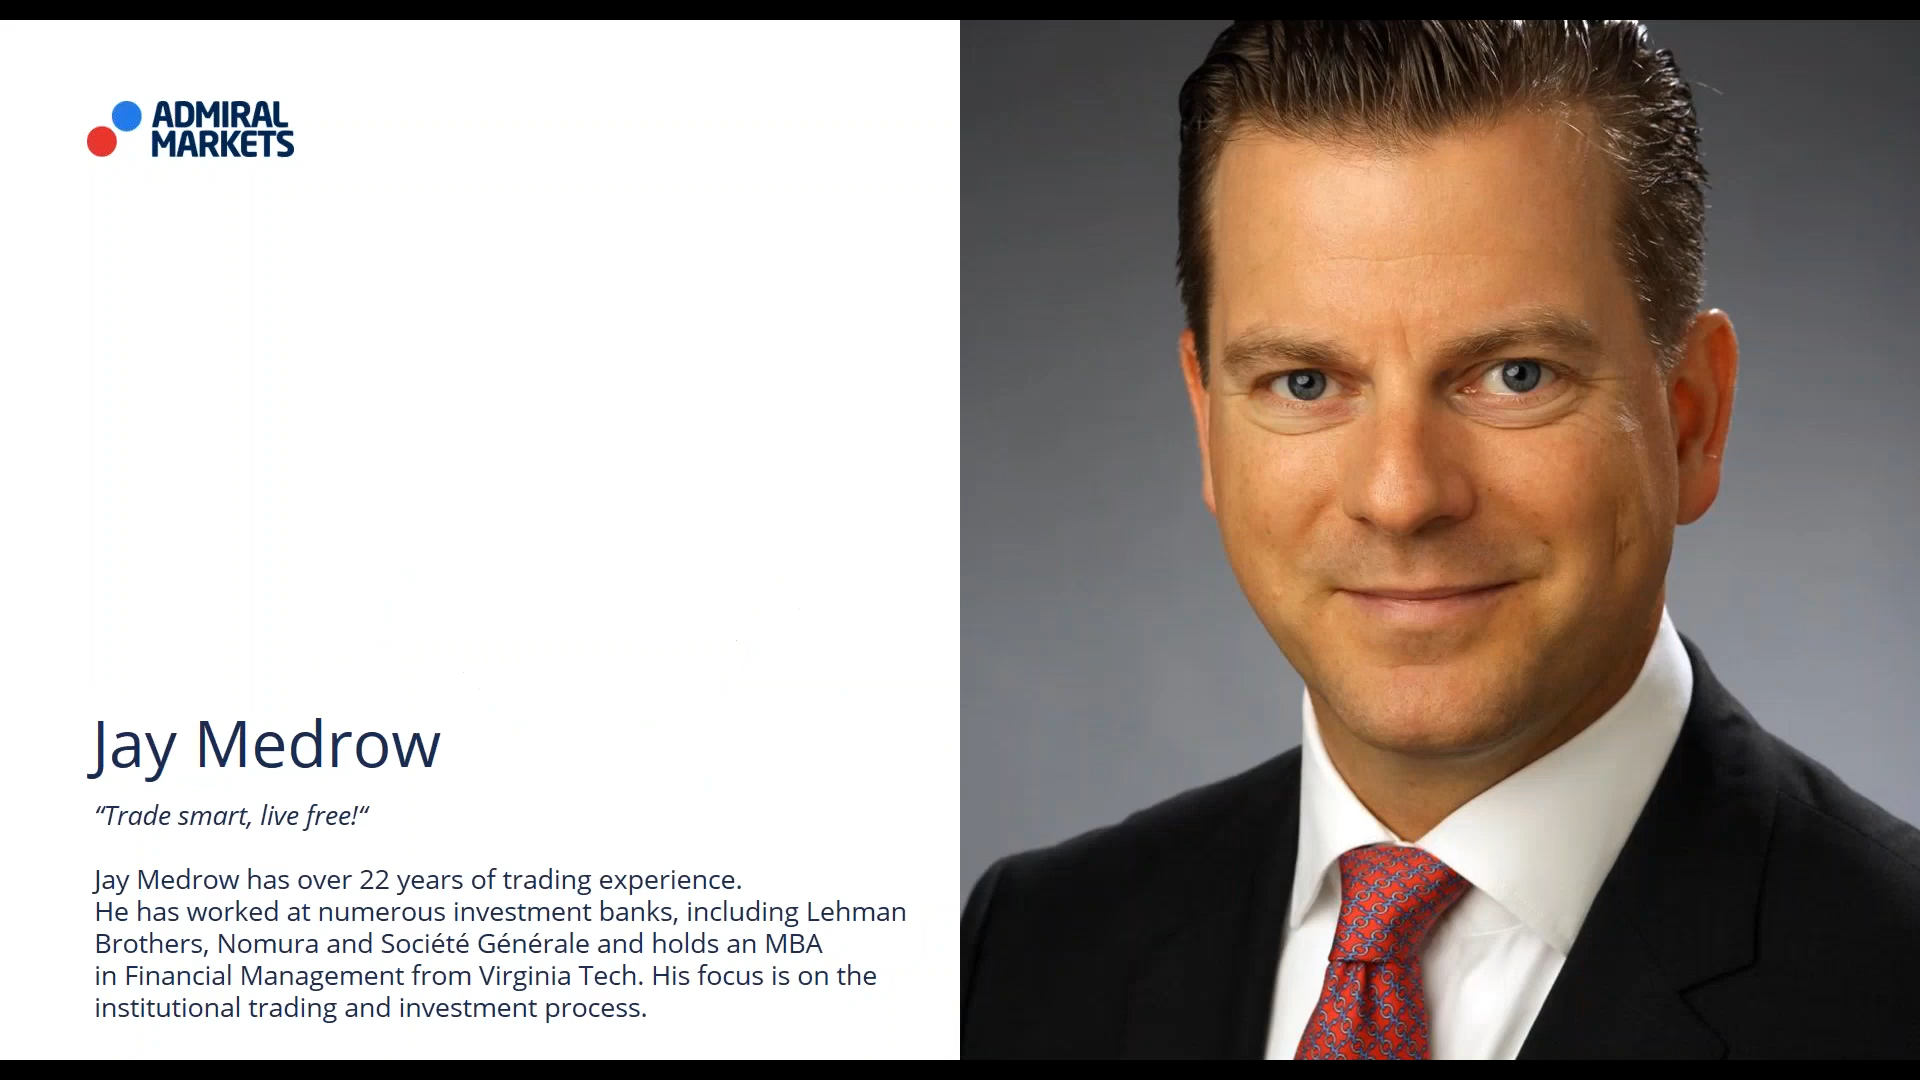 ADMIRAL
MARKETS
Jay Medrow
“Trade smart, live free!“
Jay Medrow has over 22 years of trading experience.
He has worked at numerous investment banks, including Lehman
Brothers, Nomura and Société Générale and holds an MBA
in Financial Management from Virginia Tech. His focus is on the
institutional trading and investment process.